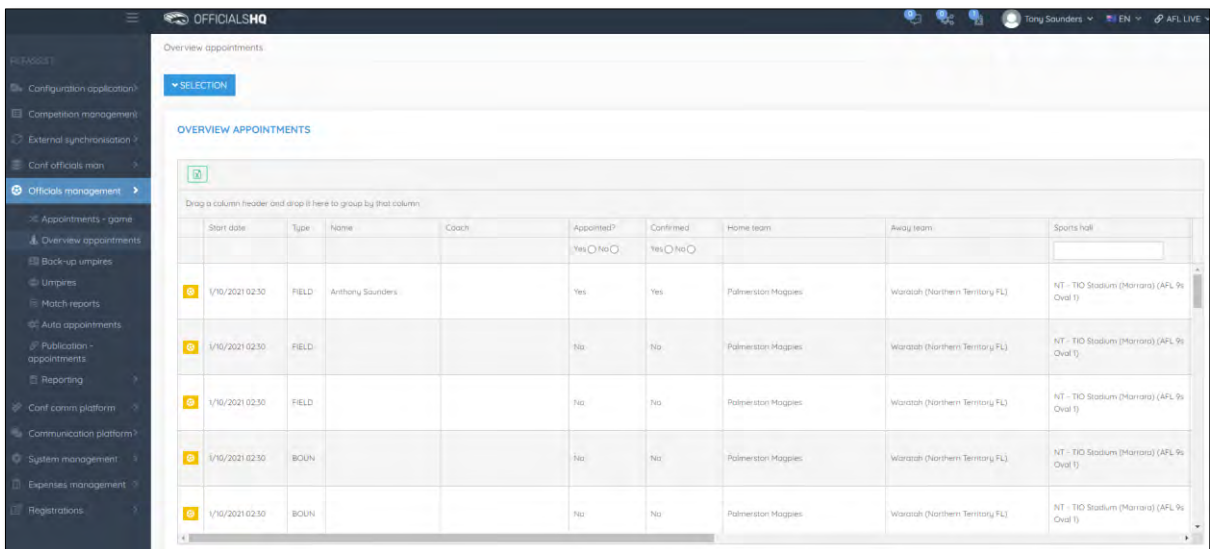 OFFICIALSHQ
Tony Saunders
EN
AFL LIVE
REFASSIST
Configuration application
Competition management
External synchronisation
Conf officials man
Officials management
Appointments - game
Overview appointments
Back-up umpires
Umpires
Match reports
Auto appointments
Publication -
appointments
Reporting
Conf comm platform
Communication platform
System management
Expenses management
Registrations
Overview appointments
SELECTION
OVERVIEW APPOINTMENTS
Drag a column header and drop it here to group by that column
Start date Type Name Coach Appointed? Confirmed Home team Away team Sports hall
Yes No Yes No
1/10/2021 02:30 FIELD Anthony Saunders Yes Yes Palmerston Magpies Waratah (Northern Territory FL) NT - TIO Stadium (Marrara) (AFL 9s
Oval 1)
1/10/2021 02:30 FIELD No No Palmerston Magpies Waratah (Northern Territory FL) NT - TIO Stadium (Marrara) (AFL 9s
Oval 1)
1/10/2021 02:30 FIELD No No Palmerston Magpies Waratah (Northern Territory FL) NT - TIO Stadium (Marrara) (AFL 9s
Oval 1)
1/10/2021 02:30 BOUN No No Palmerston Magpies Waratah (Northern Territory FL) NT - TIO Stadium (Marrara) (AFL 9s
Oval 1)
1/10/2021 02:30 BOUN No No Palmerston Magpies Waratah (Northern Territory FL) NT - TIO Stadium (Marrara) (AFL 9s
Oval 1)